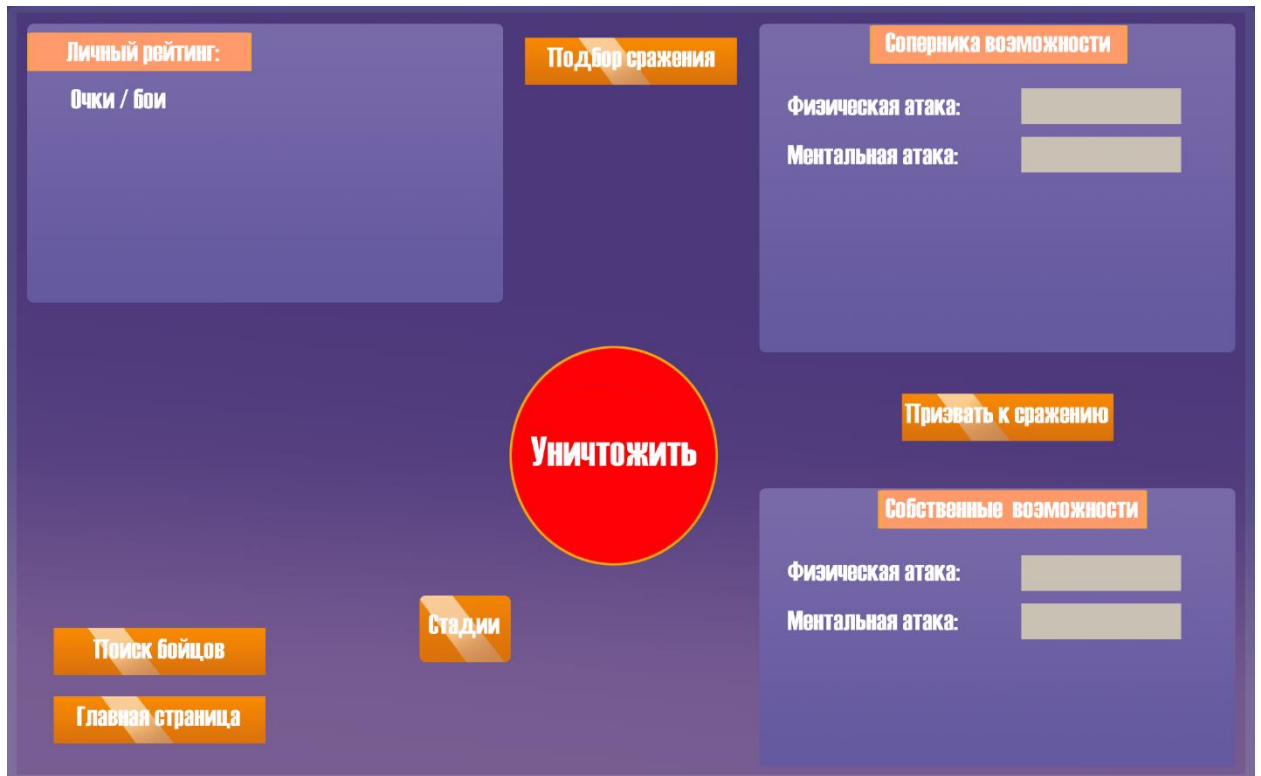 Личный рейтинг:
Очки / бои
Подбор сражения
Соперника возможности
Физическая атака:
Ментальная атака:
Призвать к сражению
Уничтожить
Собственные возможности
Физическая атака:
Ментальная атака:
Стадии
Поиск бойцов
Главная страница